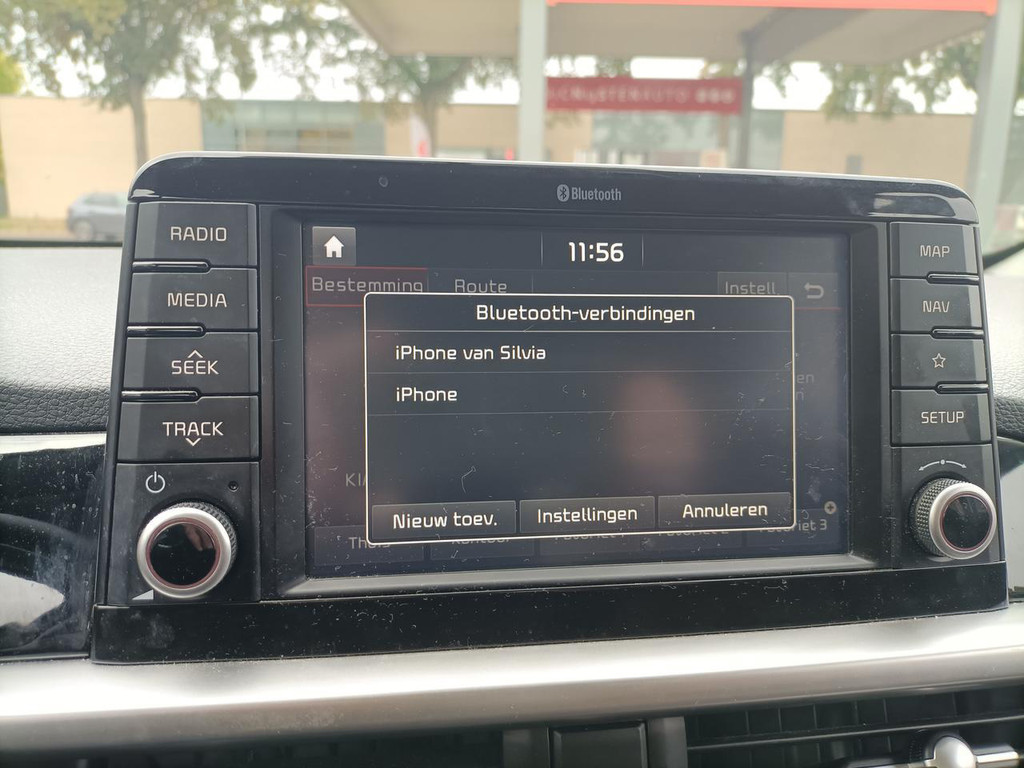 Bluetooth
RADIO
MEDIA
SEEK
TRACK
11:56
Bestemming
Route
Instell
Bluetooth-verbindingen
iPhone van Silvia
iPhone
Nieuw toev.
Instellingen
Annuleren
MAP
NAV
SETUP